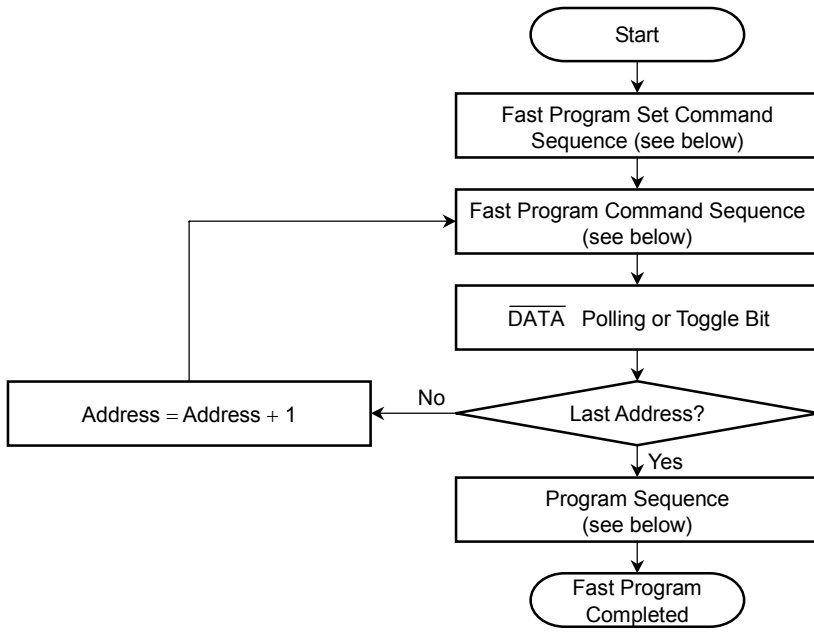 Start
Fast Program Set Command
Sequence (see below)
Fast Program Command Sequence
(see below)
D̅A̅T̅A̅ Polling or Toggle Bit
Address = Address + 1
No
Last Address?
Yes
Program Sequence
(see below)
Fast Program
Completed